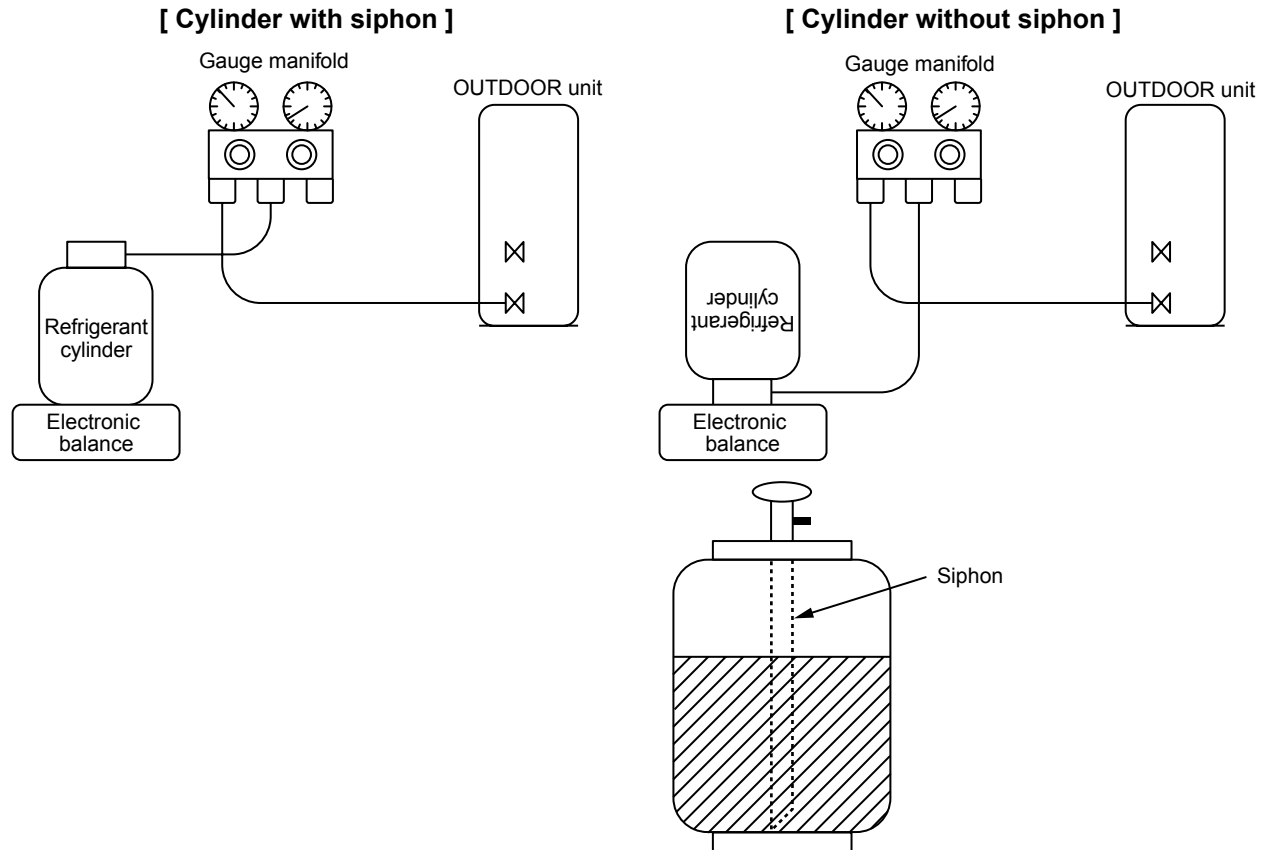 [ Cylinder with siphon ]
Gauge manifold
OUTDOOR unit
Refrigerant
cylinder
Electronic
balance
[ Cylinder without siphon ]
Gauge manifold
OUTDOOR unit
Refrigerant
cylinder
Electronic
balance
Siphon